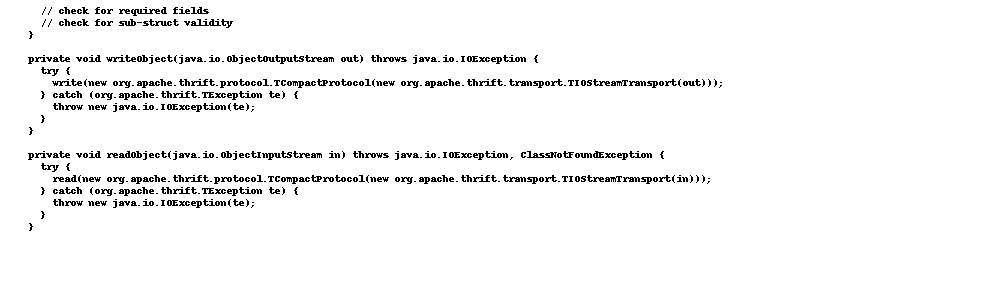 // check for required fields
// check for sub-struct validity
}
private void writeObject(java.io.ObjectOutputStream out) throws java.io.IOException {
try {
write(new org.apache.thrift.protocol.TCompactProtocol(new org.apache.thrift.transport.TIOStreamTransport(out)));
} catch (org.apache.thrift.TException te) {
throw new java.io.IOException(te);
}
}
private void readObject(java.io.ObjectInputStream in) throws java.io.IOException, ClassNotFoundException {
try {
read(new org.apache.thrift.protocol.TCompactProtocol(new org.apache.thrift.transport.TIOStreamTransport(in)));
} catch (org.apache.thrift.TException te) {
throw new java.io.IOException(te);
}
}